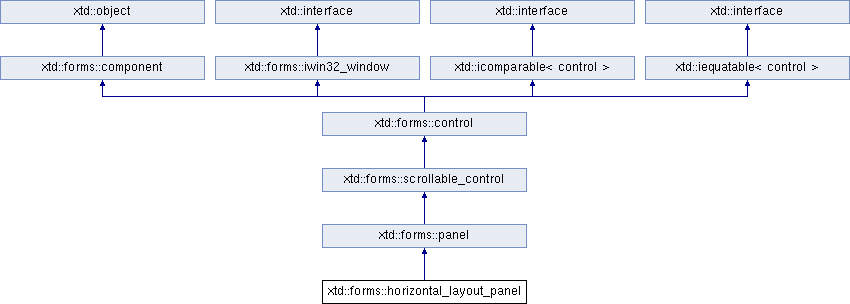 xtd::object
xtd::interface
xtd::interface
xtd::interface
xtd::forms::component
xtd::forms::iwin32_window
xtd::icomparable< control >
xtd::iequatable< control >
xtd::forms::control
xtd::forms::scrollable_control
xtd::forms::panel
xtd::forms::horizontal_layout_panel